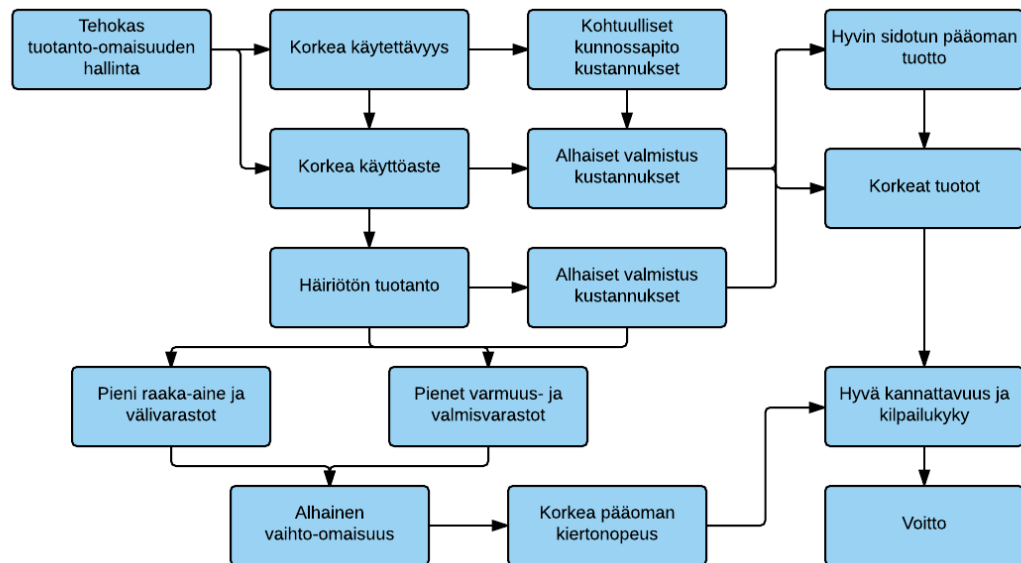 Tehokas
tuotanto-omaisuuden
hallinta
Korkea käytettävyys
Kohtuulliset
kunnossapito
kustannukset
Hyvin sidotun pääoman
tuotto
Korkea käyttöaste
Alhaiset valmistus
kustannukset
Korkeat tuotot
Häiriötön tuotanto
Alhaiset valmistus
kustannukset
Pieni raaka-aine ja
välivarastot
Pienet varmuus- ja
valmisvarastot
Hyvä kannattavuus ja
kilpailukyky
Alhainen
vaihto-omaisuus
Korkea pääoman
kiertonopeus
Voitto